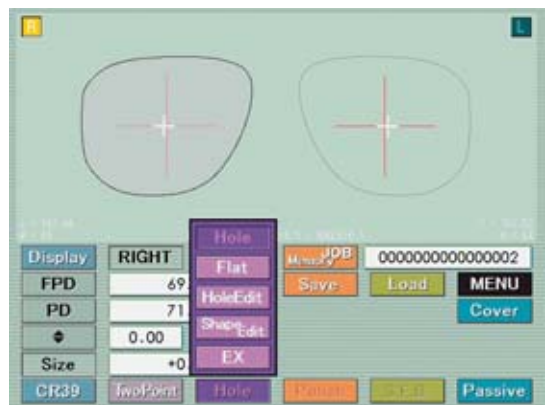 R L
Hole
Display RIGHT Flat Memory JOB 0000000000000002
FPD 69. HoleEdit Save Load MENU
PD 71 Shape Edit Cover
0.00 EX
Size +0.
CR39 TwoPoint Hole Passive